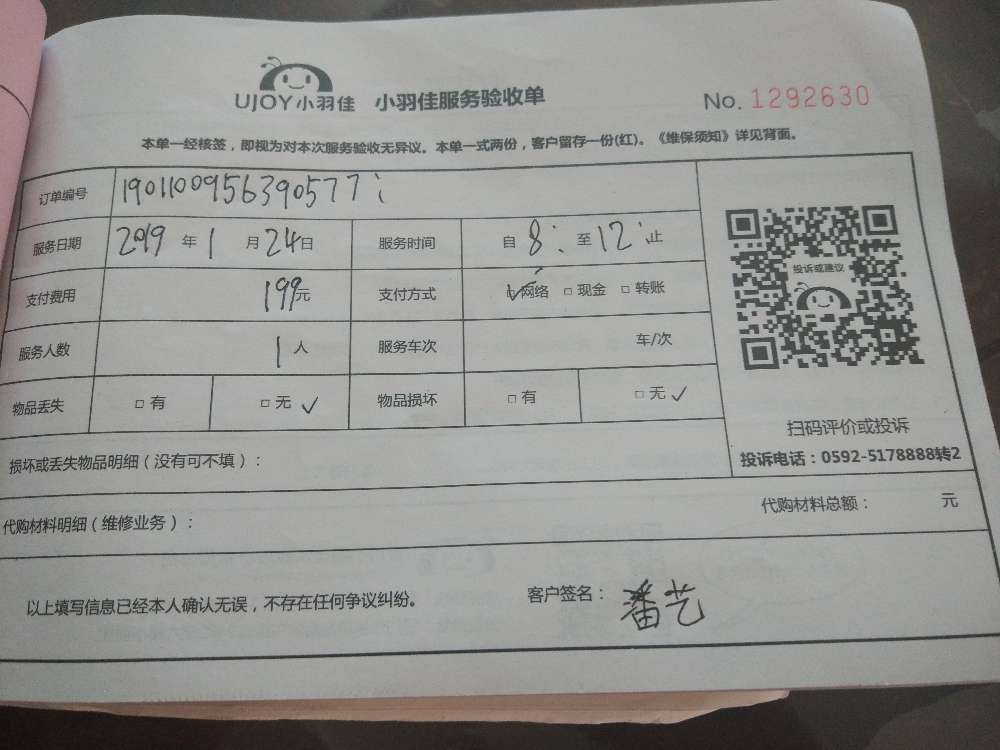 UJOY小羽佳 小羽佳服务验收单 No. 1292630
本单一经核签，即视为对本次服务验收无异议。本单一式两份，客户留存一份(红)。《维保须知》详见背面。
订单编号 1901100956390577
服务日期 2019 年 1 月 24 日 服务时间 自 8: 至 12: 止
投诉或建议
支付费用 199元 支付方式 ☑网络 □现金 □转账
服务人数 1人 服务车次 车/次
物品丢失 □有 □无 ✓ 物品损坏 □有 □无 ✓
扫码评价或投诉
投诉电话：0592-5178888转2
损坏或丢失物品明细（没有可不填）：
代购材料明细（维修业务）： 代购材料总额： 元
以上填写信息已经本人确认无误，不存在任何争议纠纷。 客户签名：番艺